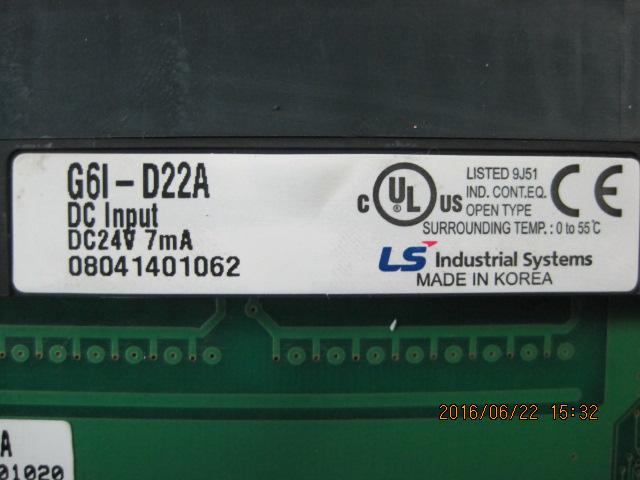 G6I-D22A
DC Input
DC24V 7mA
08041401062
C UL US
LISTED 9J51
IND. CONT.EQ.
OPEN TYPE
SURROUNDING TEMP.: 0 to 55℃
CE
LS Industrial Systems
MADE IN KOREA
2016/06/22 15:32
A
01020